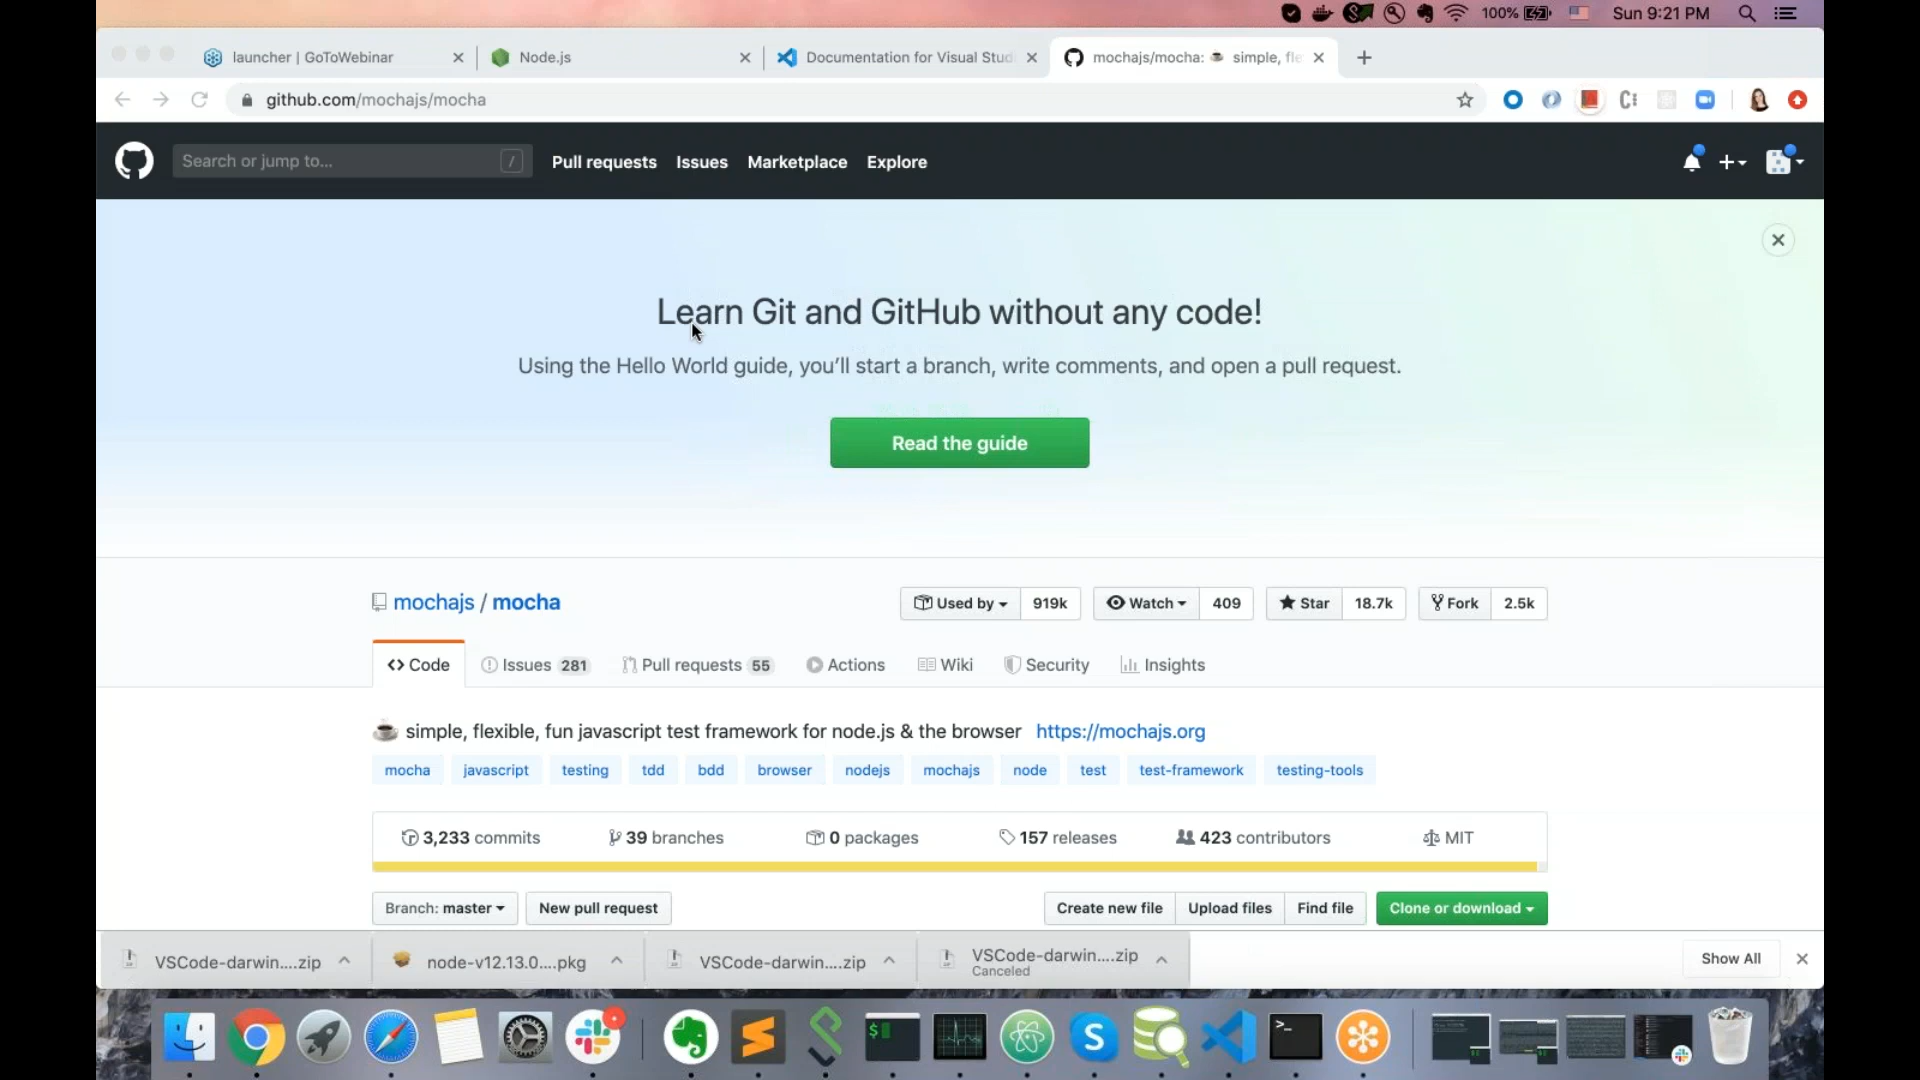 100% Sun 9:21 PM
launcher | GoToWebinar
Node.js
Documentation for Visual Studi
mochajs/mocha: ☕ simple, fle
github.com/mochajs/mocha
Search or jump to... /
Pull requests Issues Marketplace Explore
Learn Git and GitHub without any code!
Using the Hello World guide, you’ll start a branch, write comments, and open a pull request.
Read the guide
mochajs / mocha
Used by 919k Watch 409 Star 18.7k Fork 2.5k
Code Issues 281 Pull requests 55 Actions Wiki Security Insights
simple, flexible, fun javascript test framework for node.js & the browser https://mochajs.org
mocha javascript testing tdd bdd browser nodejs mochajs node test test-framework testing-tools
3,233 commits 39 branches 0 packages 157 releases 423 contributors MIT
Branch: master New pull request Create new file Upload files Find file Clone or download
VSCode-darwin....zip node-v12.13.0....pkg VSCode-darwin....zip VSCode-darwin....zip Show All
Canceled